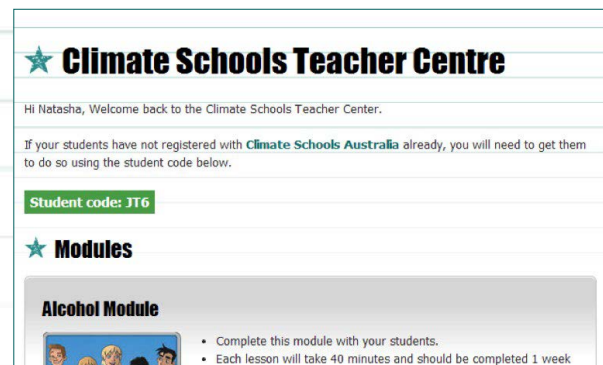 Climate Schools Teacher Centre
Hi Natasha, Welcome back to the Climate Schools Teacher Center.
If your students have not registered with Climate Schools Australia already, you will need to get them
to do so using the student code below.
Student code: JT6
Modules
Alcohol Module
• Complete this module with your students.
• Each lesson will take 40 minutes and should be completed 1 week